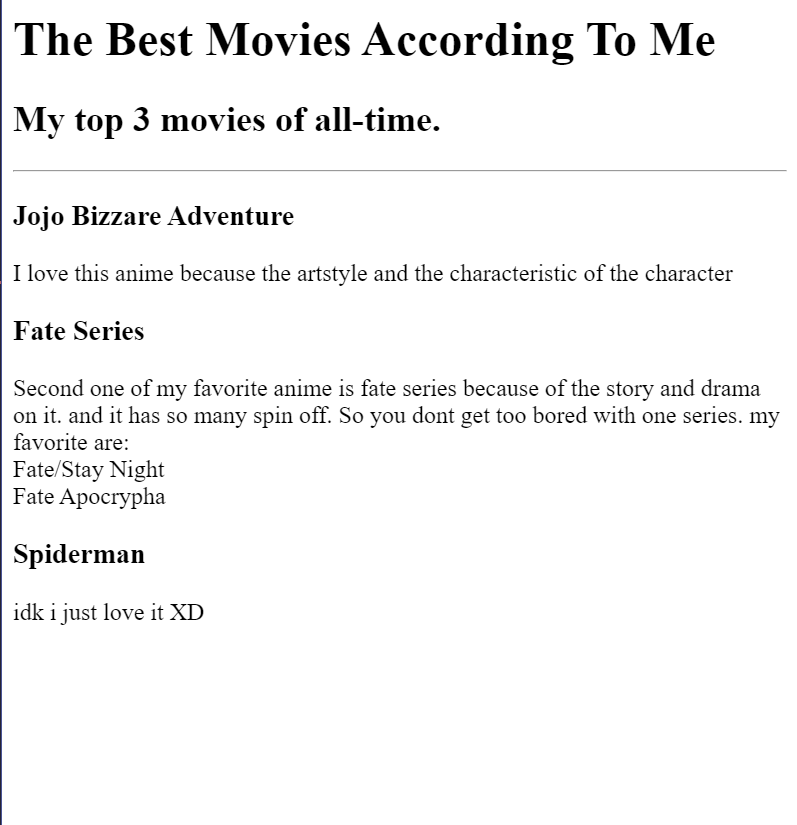 The Best Movies According To Me
My top 3 movies of all-time.
Jojo Bizzare Adventure
I love this anime because the artstyle and the characteristic of the character
Fate Series
Second one of my favorite anime is fate series because of the story and drama
on it. and it has so many spin off. So you dont get too bored with one series. my
favorite are:
Fate/Stay Night
Fate Apocrypha
Spiderman
idk i just love it XD